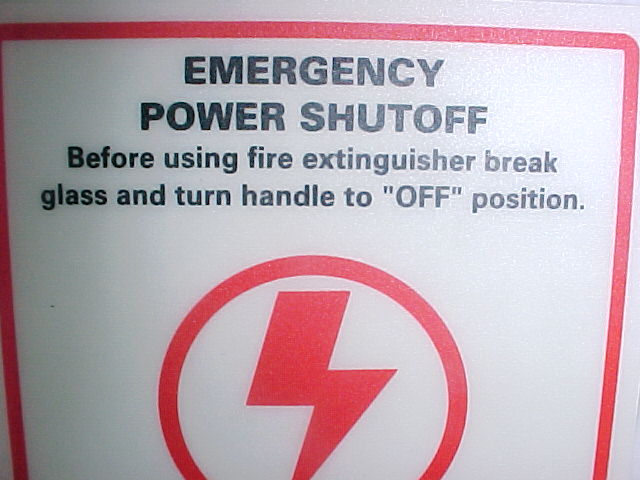 EMERGENCY
POWER SHUTOFF
Before using fire extinguisher break
glass and turn handle to "OFF" position.